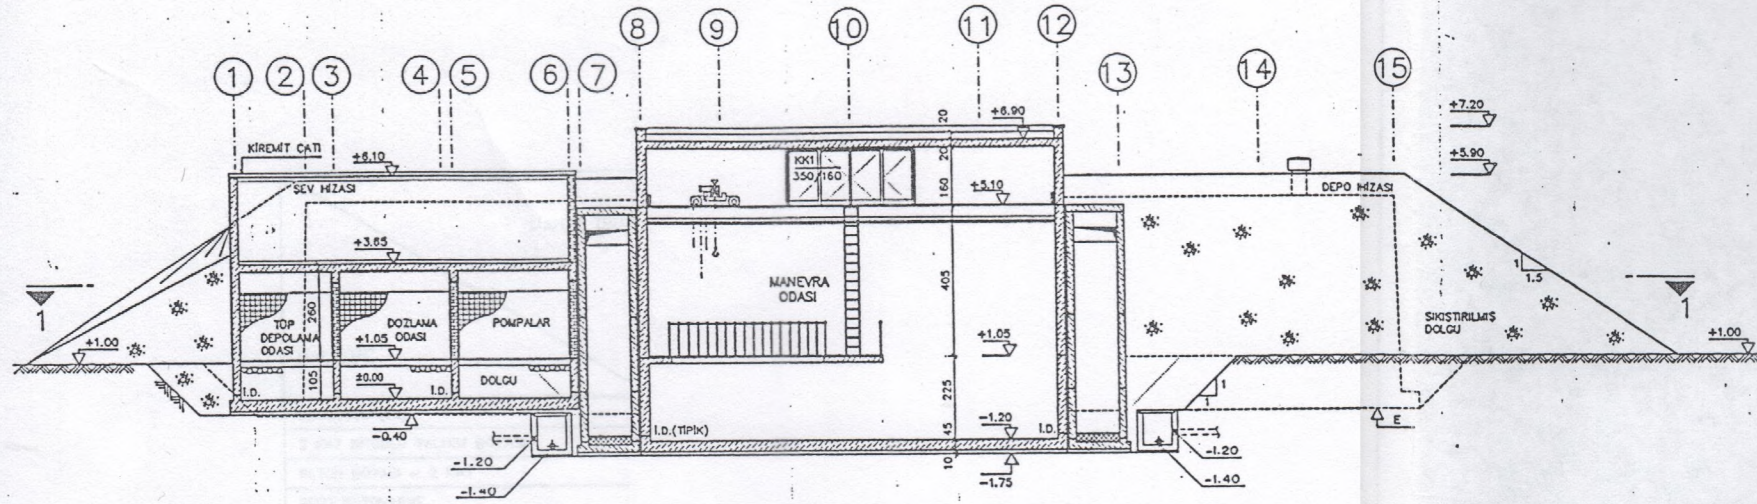 1 2 3 4 5 6 7 8 9 10 11 12 13 14 15
KİREMİT ÇATI
+6.10
ŞEV HİZASI
+3.65
TOP
DEPOLAMA
ODASI
260
105
DOZLAMA
ODASI
+1.05
±0.00
POMPALAR
DOLGU
İ.D.
İ.D.
+1.00
1
-0.40
-1.20
-1.40
KK1
350/160
+6.90
20
20
160
+5.10
405
MANEVRA
ODASI
+1.05
225
-1.20
45
10
-1.75
İ.D.(TİPİK)
İ.D.
+7.20
+5.90
DEPO HİZASI
1
1.5
SIKIŞTIRILMIŞ
DOLGU
1
+1.00
1
1
E
-1.20
-1.40